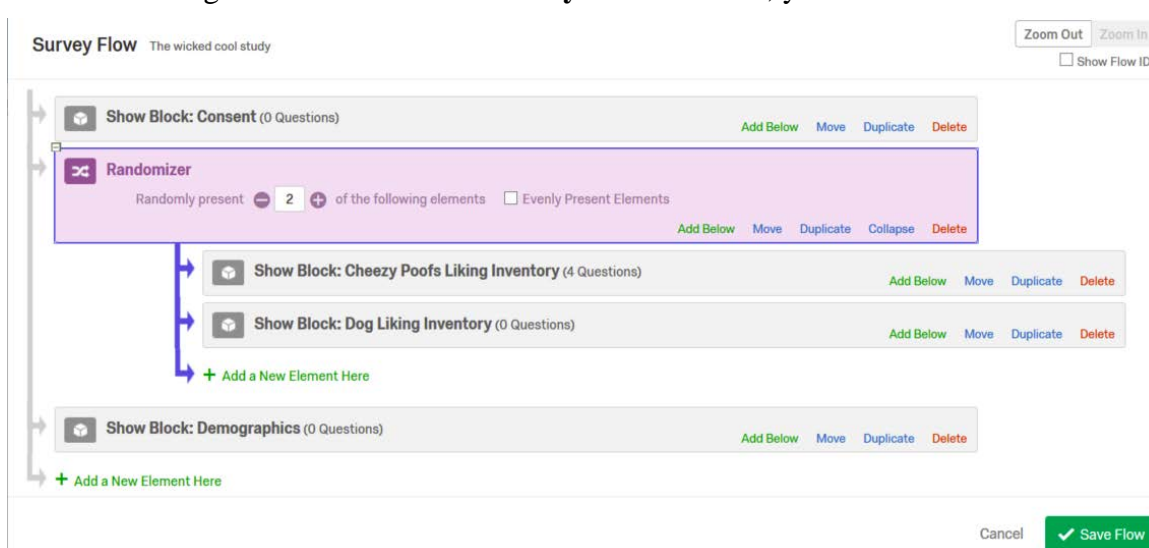 Survey Flow The wicked cool study
Zoom Out Zoom In
Show Flow ID
Show Block: Consent (0 Questions)
Add Below Move Duplicate Delete
Randomizer
Randomly present 2 of the following elements Evenly Present Elements
Add Below Move Duplicate Collapse Delete
Show Block: Cheezy Poofs Liking Inventory (4 Questions)
Add Below Move Duplicate Delete
Show Block: Dog Liking Inventory (0 Questions)
Add Below Move Duplicate Delete
+ Add a New Element Here
Show Block: Demographics (0 Questions)
Add Below Move Duplicate Delete
+ Add a New Element Here
Cancel Save Flow